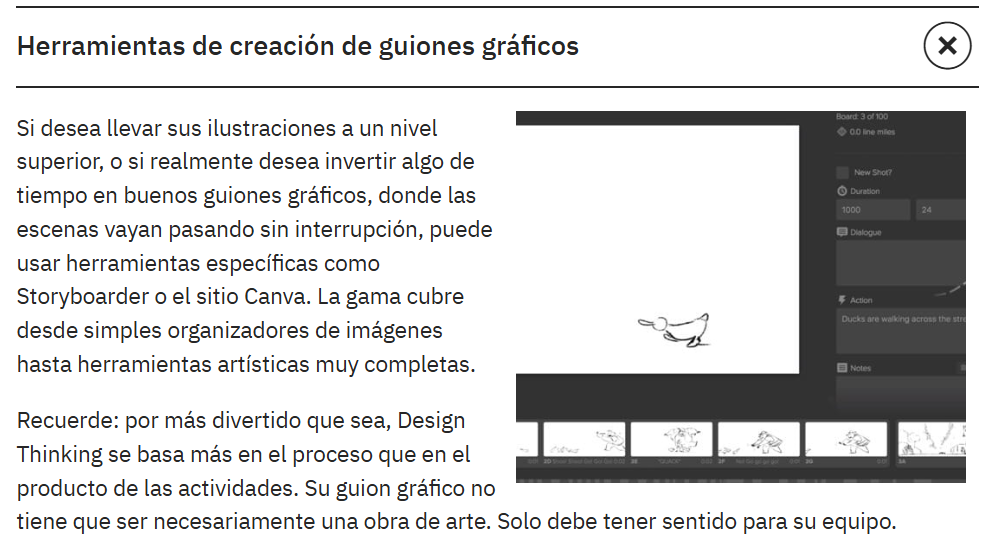 Herramientas de creación de guiones gráficos
Si desea llevar sus ilustraciones a un nivel
superior, o si realmente desea invertir algo de
tiempo en buenos guiones gráficos, donde las
escenas vayan pasando sin interrupción, puede
usar herramientas específicas como
Storyboarder o el sitio Canva. La gama cubre
desde simples organizadores de imágenes
hasta herramientas artísticas muy completas.
Recuerde: por más divertido que sea, Design
Thinking se basa más en el proceso que en el
producto de las actividades. Su guion gráfico no
tiene que ser necesariamente una obra de arte. Solo debe tener sentido para su equipo.
Board: 3 of 100
0.0 line miles
New Shot?
Duration
1000 24
Dialogue
Action
Ducks are walking across the stre
Notes